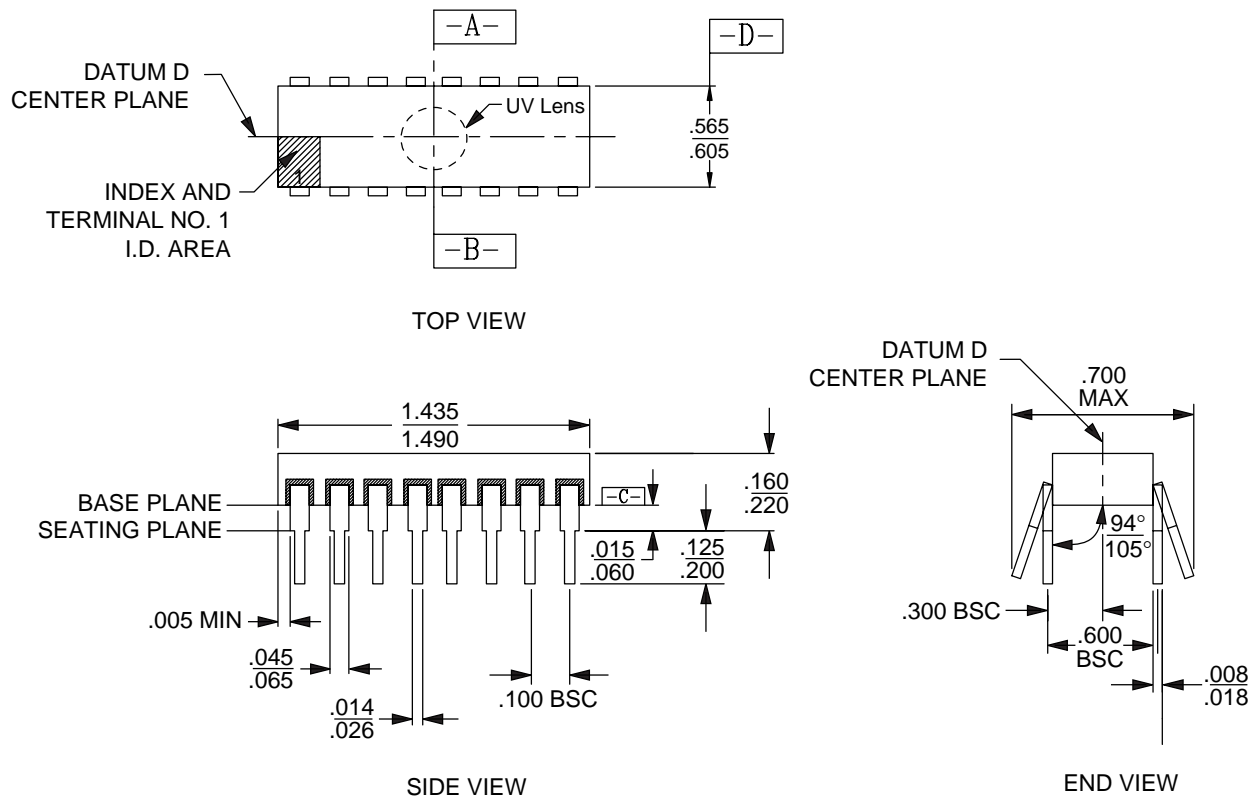 -A-
-D-
DATUM D
CENTER PLANE
UV Lens
.565
.605
1
INDEX AND
TERMINAL NO. 1
I.D. AREA
-B-
TOP VIEW
DATUM D
CENTER PLANE
.700
MAX
1.435
1.490
BASE PLANE
SEATING PLANE
-C-
.160
.220
.015
.060
.125
.200
94°
105°
.005 MIN
.300 BSC
.045
.065
.600
BSC
.014
.026
.100 BSC
.008
.018
SIDE VIEW
END VIEW